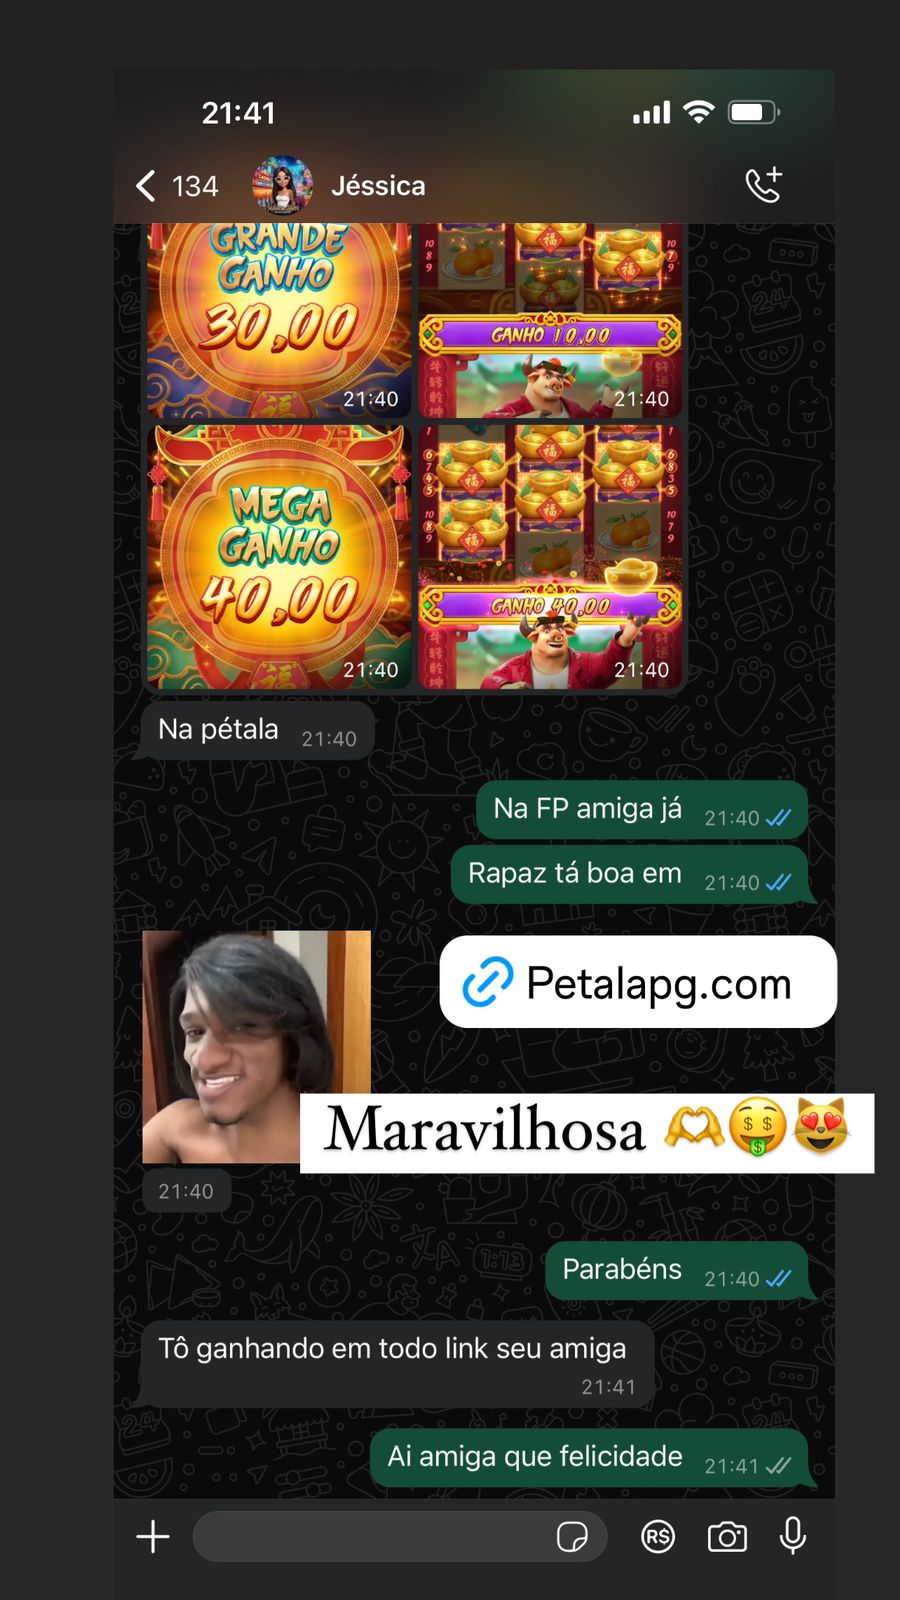 21:41
134
Jéssica
GRANDE
GANHO
30,00
21:40
GANHO 10,00
21:40
MEGA
GANHO
40,00
21:40
GANHO 40,00
21:40
Na pétala 21:40
Na FP amiga já 21:40
Rapaz tá boa em 21:40
Petalapg.com
Maravilhosa 🫶🤑😻
21:40
Parabéns 21:40
Tô ganhando em todo link seu amiga
21:41
Ai amiga que felicidade 21:41
R$